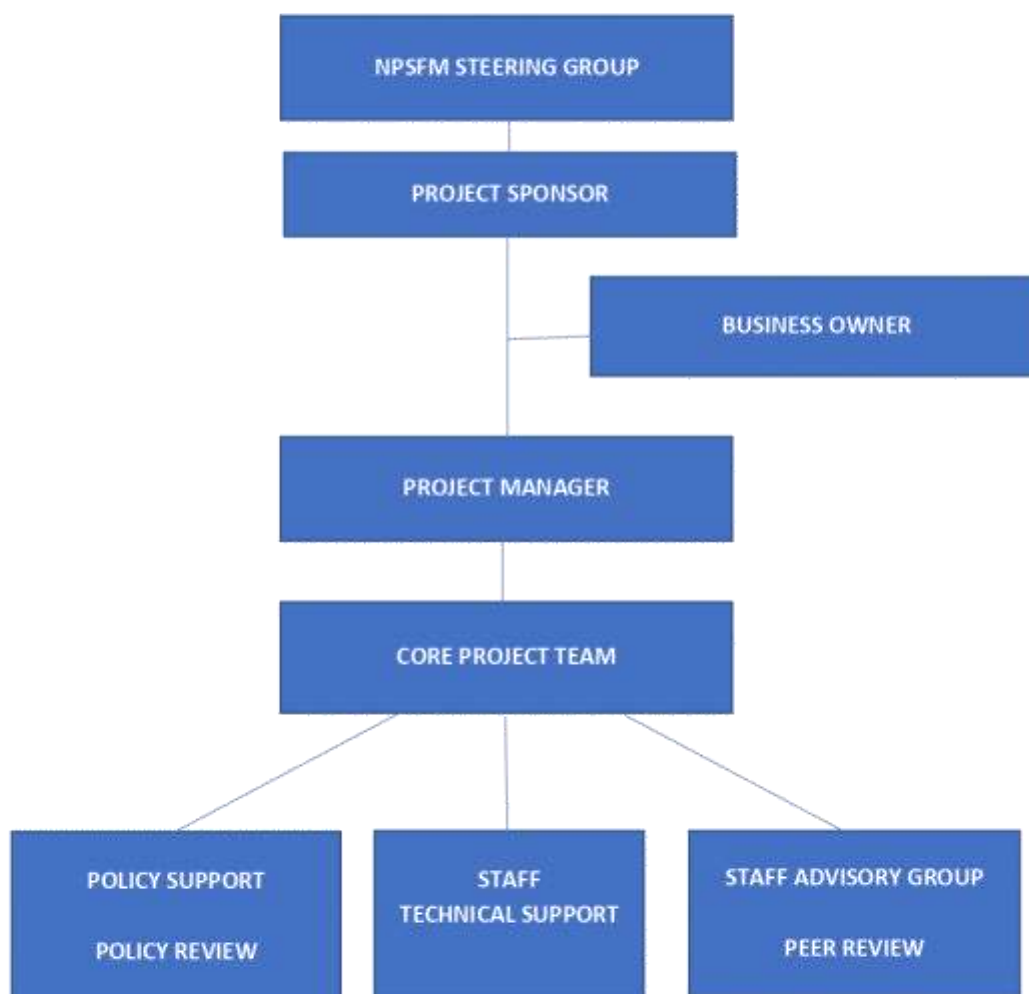 NPSFM STEERING GROUP
PROJECT SPONSOR
BUSINESS OWNER
PROJECT MANAGER
CORE PROJECT TEAM
POLICY SUPPORT
POLICY REVIEW
STAFF
TECHNICAL SUPPORT
STAFF ADVISORY GROUP
PEER REVIEW